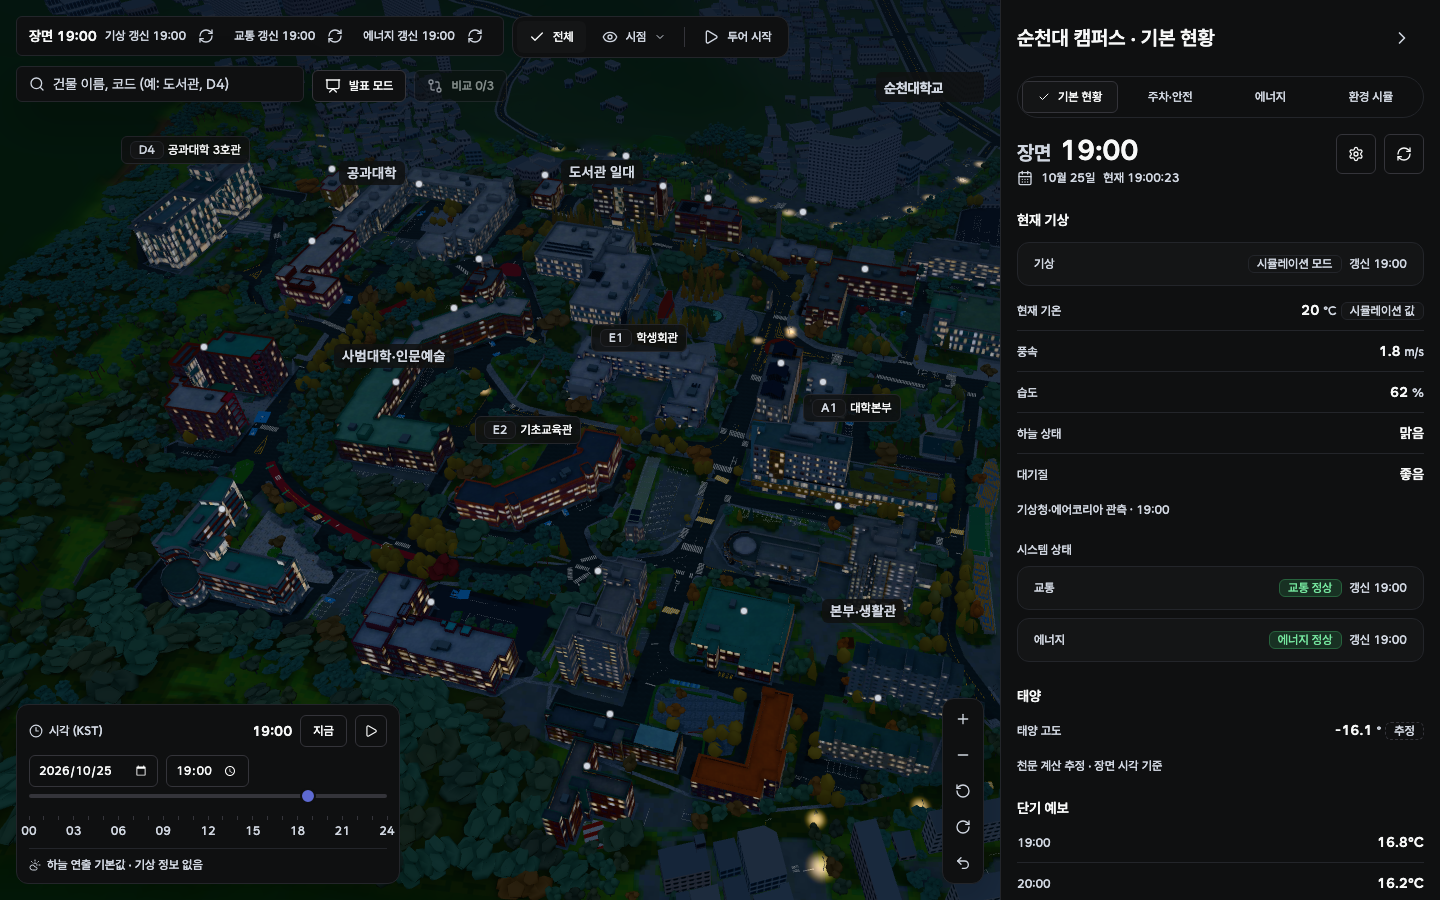 장면 19:00 기상 갱신 19:00 교통 갱신 19:00 에너지 갱신 19:00
전체 시점 투어 시작
건물 이름, 코드 (예: 도서관, D4)
발표 모드
비교 0/3
순천대학교
D4 공과대학 3호관
공과대학
도서관 일대
E1 학생회관
사범대학·인문예술
A1 대학본부
E2 기초교육관
본부·생활관
시각 (KST) 19:00 지금
2026/10/25 19:00
00 03 06 09 12 15 18 21 24
하늘 연출 기본값 · 기상 정보 없음
순천대 캠퍼스 · 기본 현황
기본 현황 주차·안전 에너지 환경 시뮬
장면 19:00
10월 25일 현재 19:00:23
현재 기상
기상 시뮬레이션 모드 갱신 19:00
현재 기온 20 °C 시뮬레이션 값
풍속 1.8 m/s
습도 62 %
하늘 상태 맑음
대기질 좋음
기상청·에어코리아 관측 · 19:00
시스템 상태
교통 교통 정상 갱신 19:00
에너지 에너지 정상 갱신 19:00
태양
태양 고도 -16.1 ° 추정
천문 계산 추정 · 장면 시각 기준
단기 예보
19:00 16.8°C
20:00 16.2°C